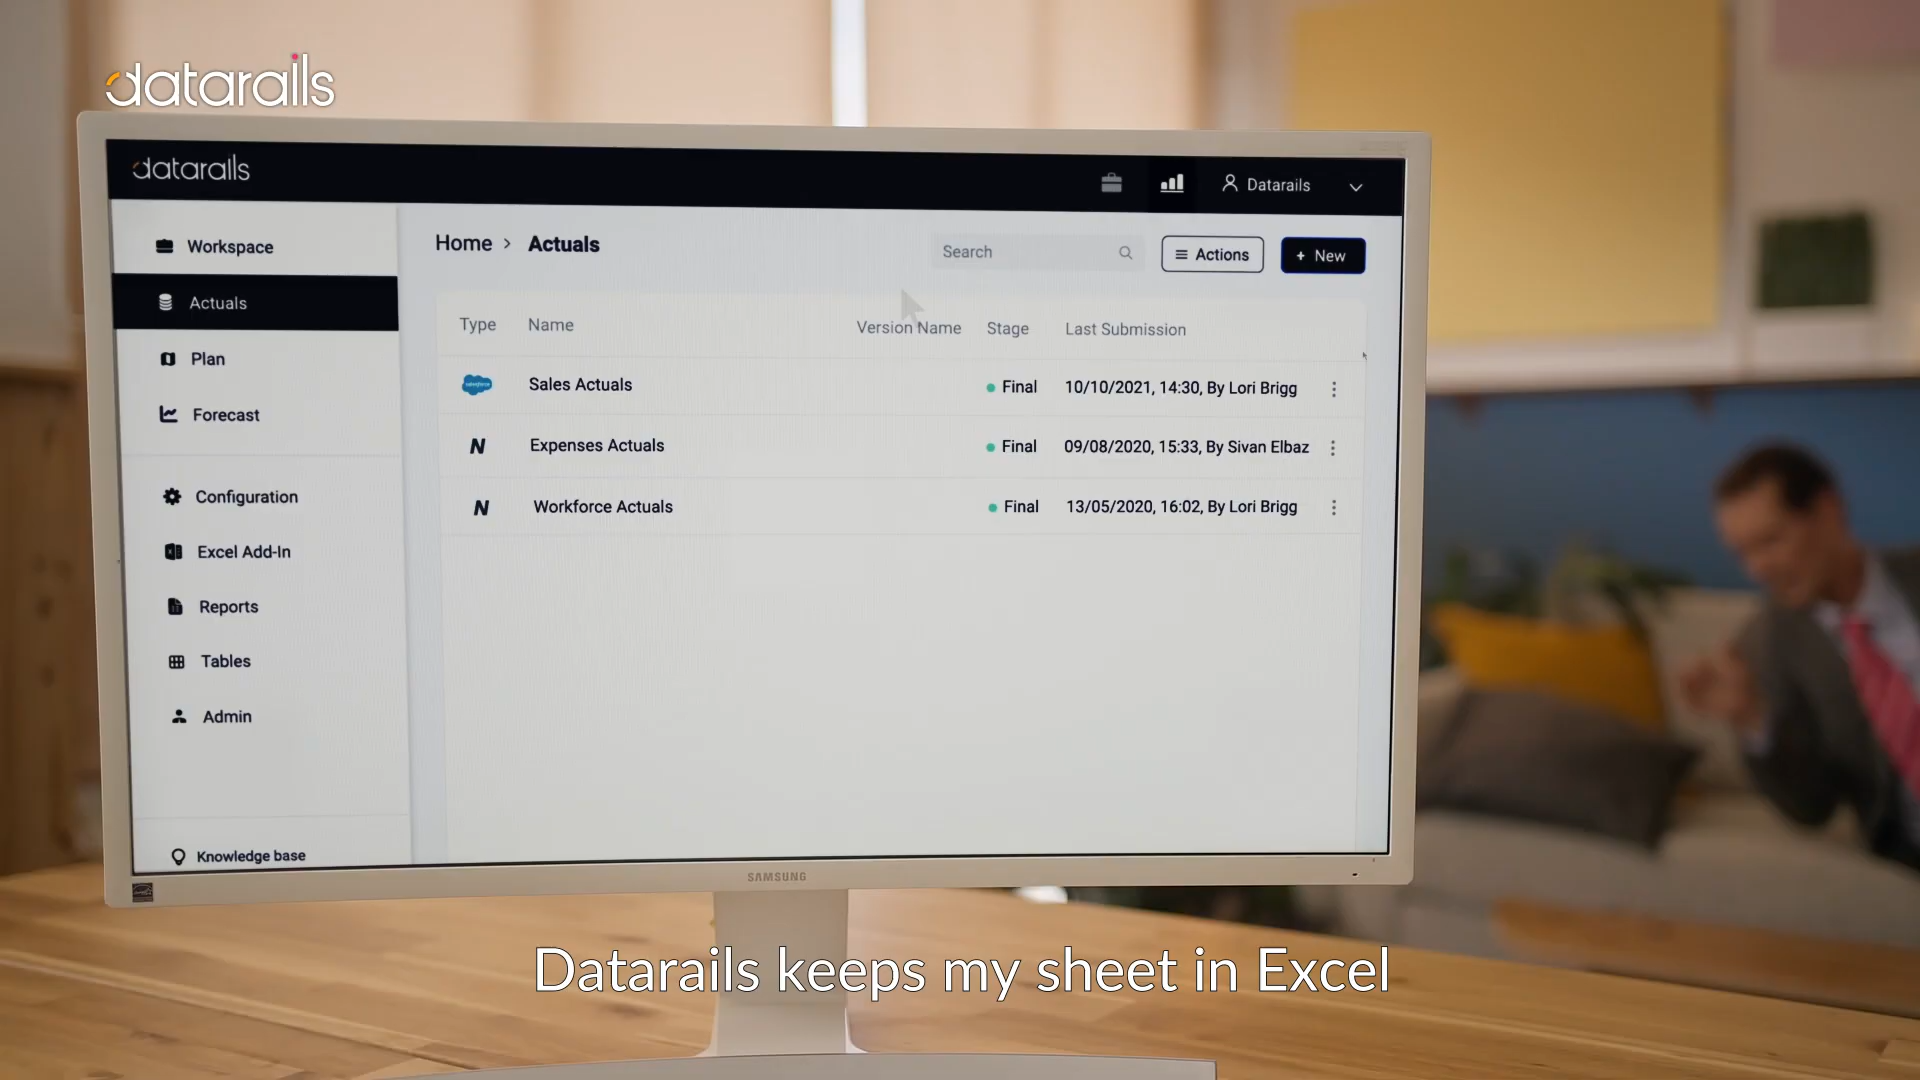 datarails
datarails
Datarails
Workspace
Actuals
Plan
Forecast
Configuration
Excel Add-In
Reports
Tables
Admin
Knowledge base
Home > Actuals
Search
Actions
+ New
Type Name Version Name Stage Last Submission
salesforce Sales Actuals Final 10/10/2021, 14:30, By Lori Brigg
N Expenses Actuals Final 09/08/2020, 15:33, By Sivan Elbaz
N Workforce Actuals Final 13/05/2020, 16:02, By Lori Brigg
SAMSUNG
Datarails keeps my sheet in Excel